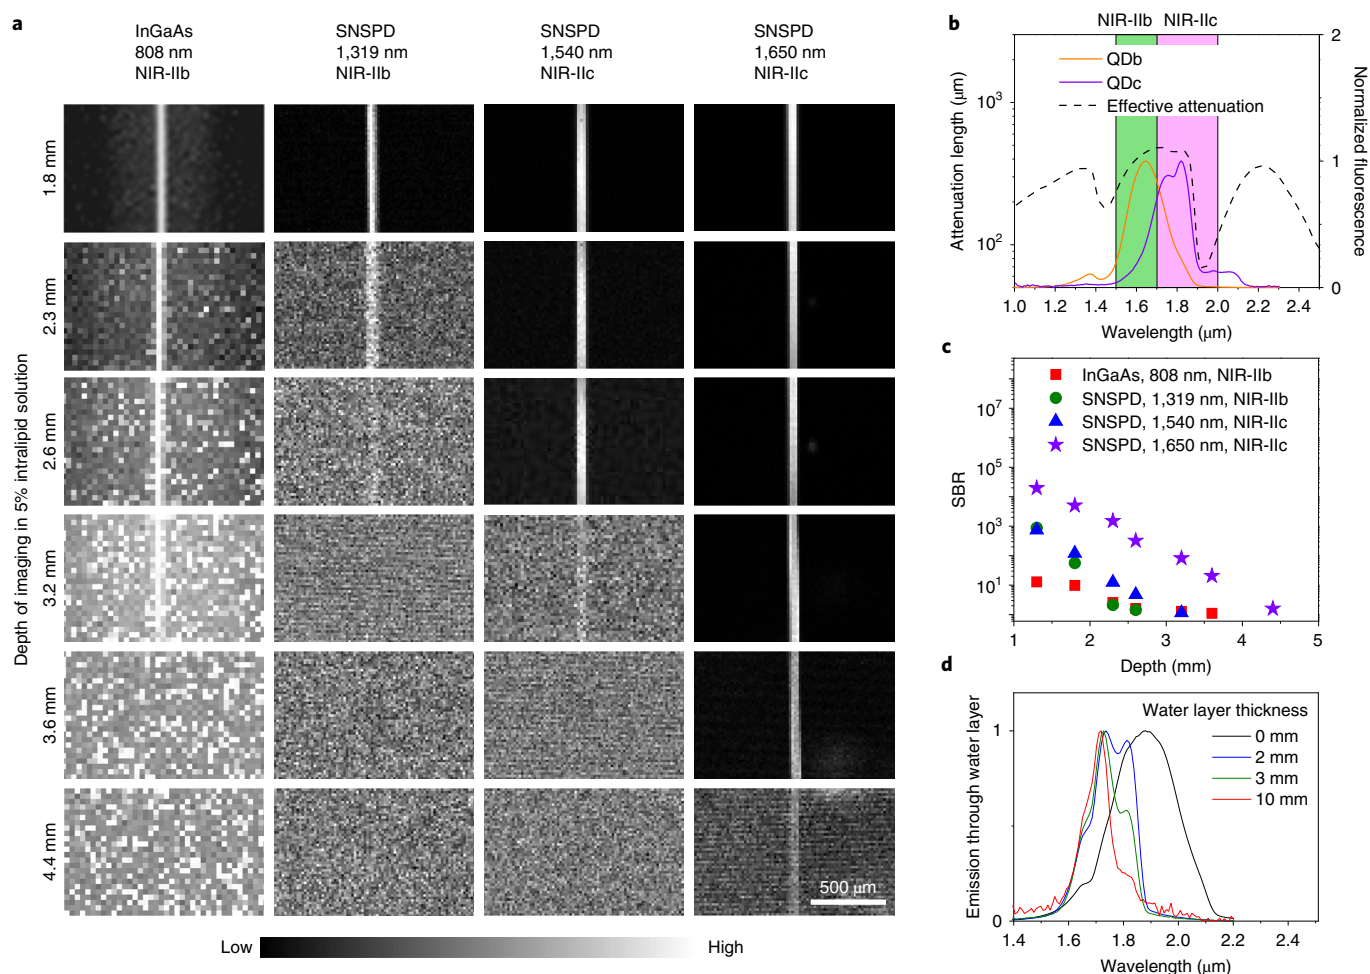 a
InGaAs
808 nm
NIR-IIb
SNSPD
1,319 nm
NIR-IIb
SNSPD
1,540 nm
NIR-IIc
SNSPD
1,650 nm
NIR-IIc
Depth of imaging in 5% intralipid solution
1.8 mm
2.3 mm
2.6 mm
3.2 mm
3.6 mm
4.4 mm
500 μm
Low
High
b
NIR-IIb NIR-IIc
QDb
QDc
Effective attenuation
Attenuation length (μm)
10³
10²
Normalized fluorescence
2
1
0
1.0 1.2 1.4 1.6 1.8 2.0 2.2 2.4
Wavelength (μm)
c
InGaAs, 808 nm, NIR-IIb
SNSPD, 1,319 nm, NIR-IIb
SNSPD, 1,540 nm, NIR-IIc
SNSPD, 1,650 nm, NIR-IIc
SBR
10⁷
10⁵
10³
10¹
1 2 3 4 5
Depth (mm)
d
Water layer thickness
0 mm
2 mm
3 mm
10 mm
Emission through water layer
1
0
1.4 1.6 1.8 2.0 2.2 2.4
Wavelength (μm)